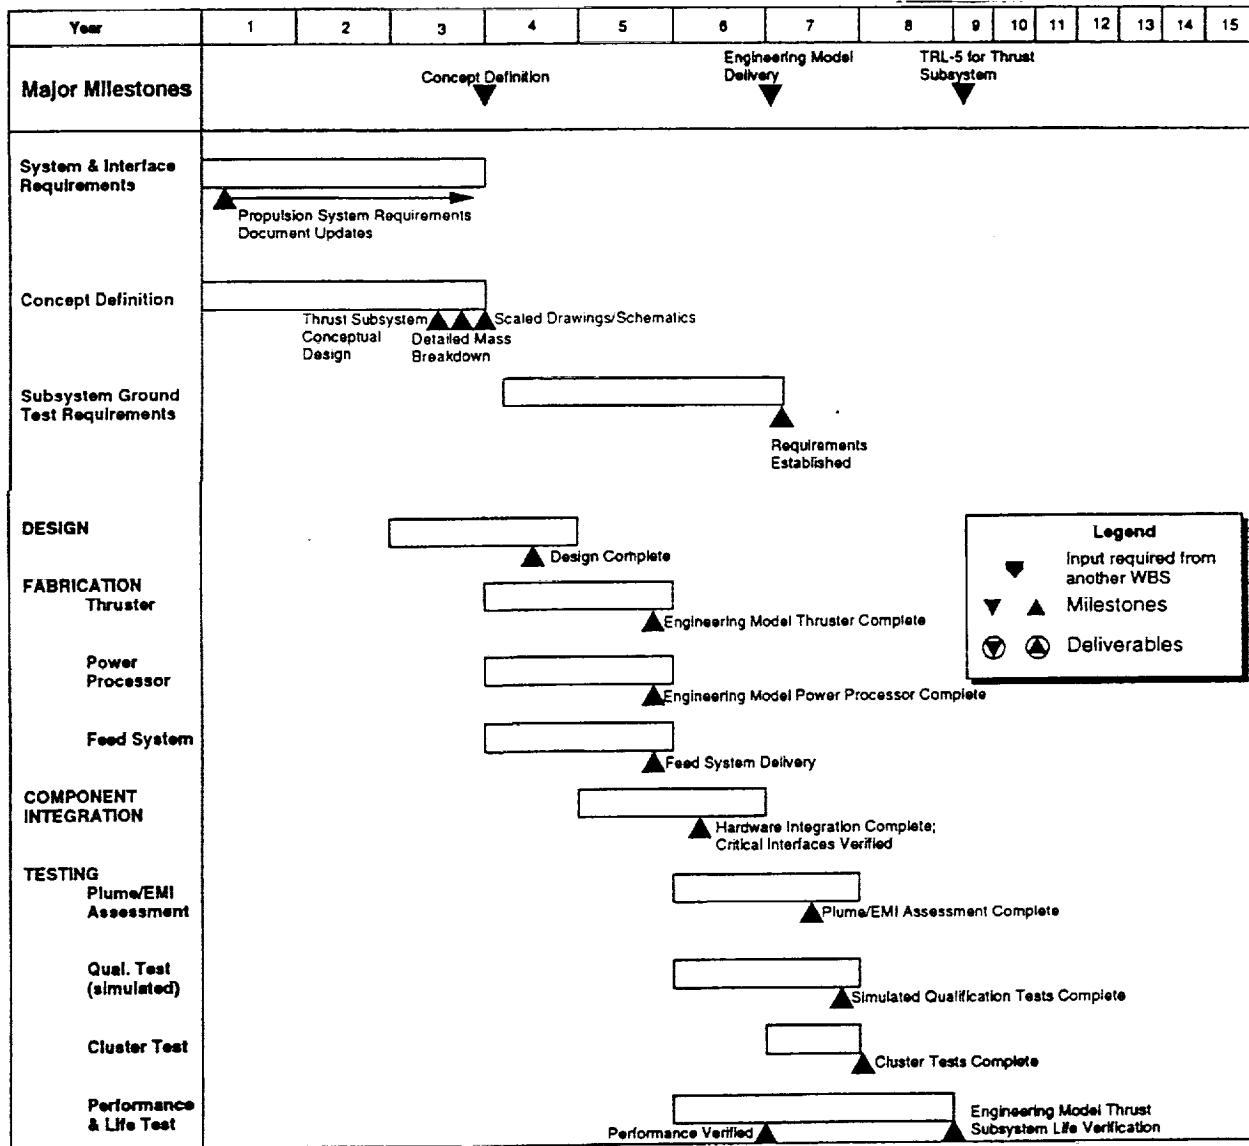 Year 1 2 3 4 5 6 7 8 9 10 11 12 13 14 15
Major Milestones
Concept Definition
Engineering Model
Delivery
TRL-5 for Thrust
Subsystem
System & Interface
Requirements
Propulsion System Requirements
Document Updates
Concept Definition
Thrust Subsystem
Conceptual
Design
Detailed Mass
Breakdown
Scaled Drawings/Schematics
Subsystem Ground
Test Requirements
Requirements
Established
DESIGN
Design Complete
FABRICATION
Thruster
Engineering Model Thruster Complete
Power
Processor
Engineering Model Power Processor Complete
Feed System
Feed System Delivery
COMPONENT
INTEGRATION
Hardware Integration Complete;
Critical Interfaces Verified
TESTING
Plume/EMI
Assessment
Plume/EMI Assessment Complete
Qual. Test
(simulated)
Simulated Qualification Tests Complete
Cluster Test
Cluster Tests Complete
Performance
& Life Test
Performance Verified
Engineering Model Thrust
Subsystem Life Verification
Legend
Input required from
another WBS
Milestones
Deliverables